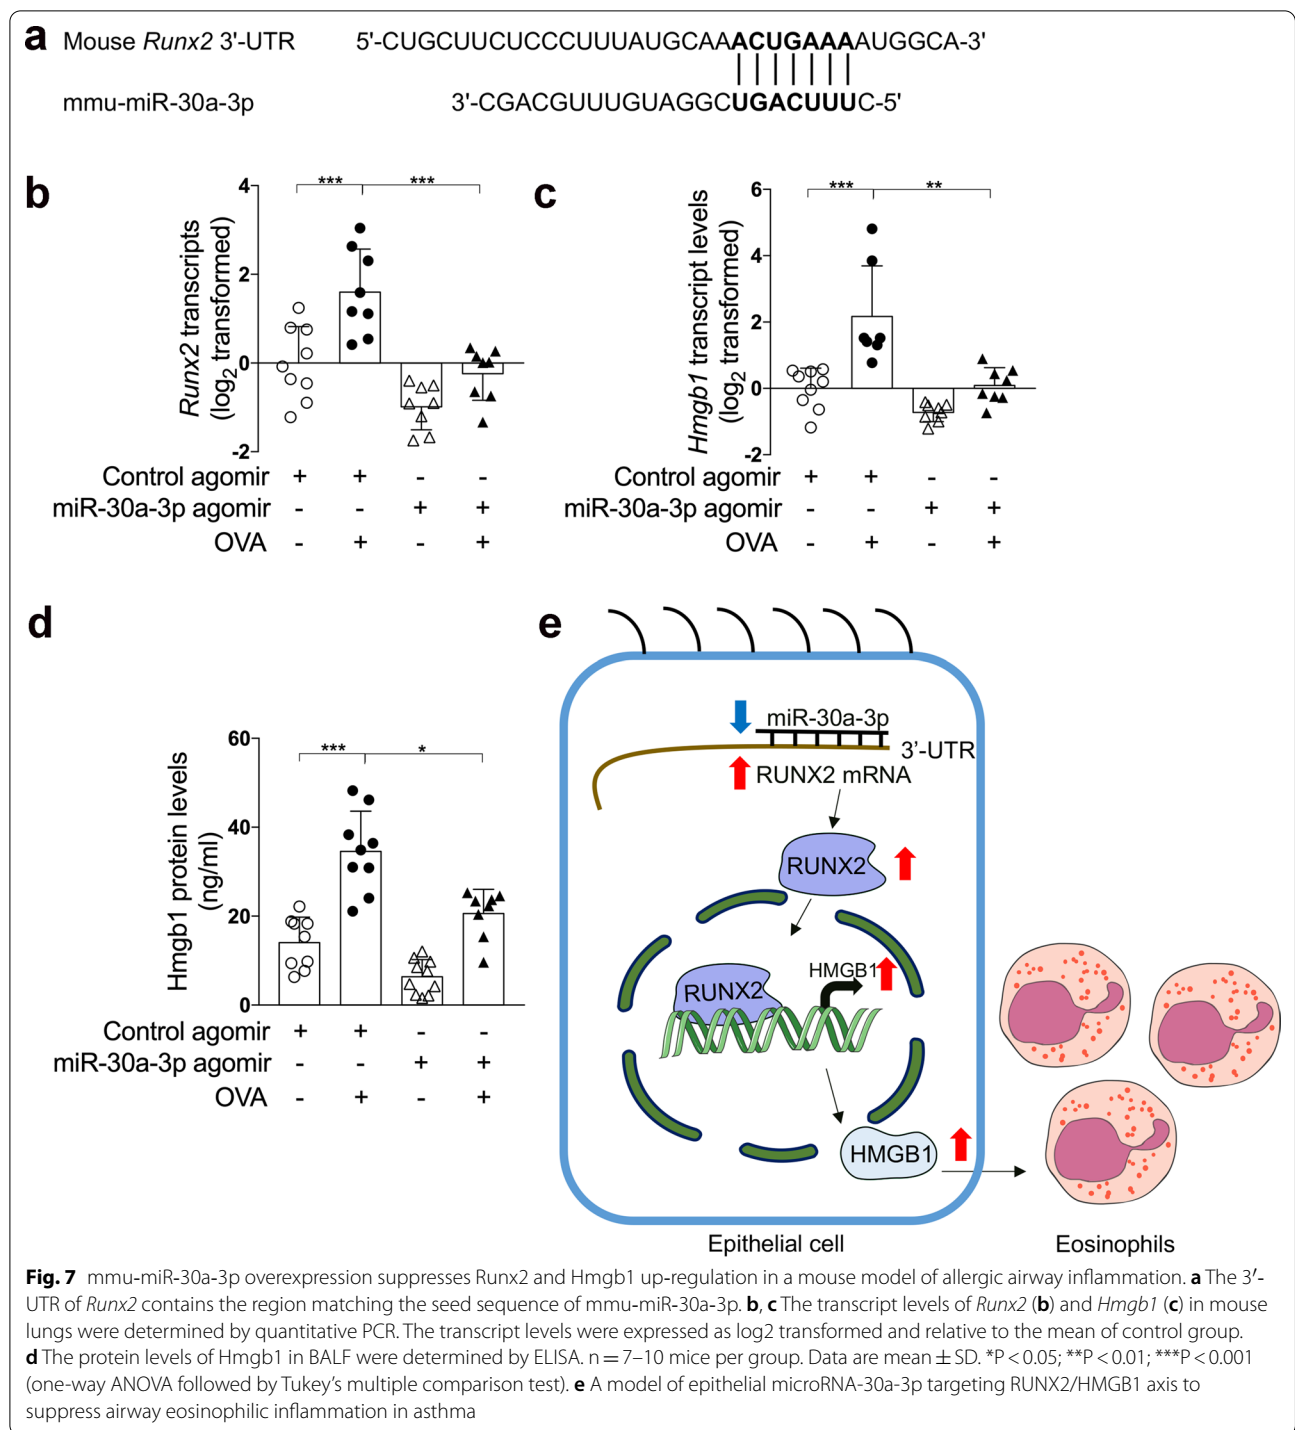 a
Mouse Runx2 3'-UTR 5'-CUGCUUCUCCCUUUAUGCAAACUGAAAAUGGCA-3'
mmu-miR-30a-3p 3'-CGACGUUUGUAGGCUGACUUUC-5'
b
Runx2 transcripts
(log2 transformed)
4
2
0
-2
*** ***
Control agomir + + - -
miR-30a-3p agomir - - + +
OVA - + - +
c
Hmgb1 transcript levels
(log2 transformed)
6
4
2
0
-2
*** **
Control agomir + + - -
miR-30a-3p agomir - - + +
OVA - + - +
d
Hmgb1 protein levels
(ng/ml)
60
40
20
0
*** *
Control agomir + + - -
miR-30a-3p agomir - - + +
OVA - + - +
e
miR-30a-3p
3’-UTR
RUNX2 mRNA
RUNX2
HMGB1
RUNX2
HMGB1
Epithelial cell
Eosinophils
Fig. 7 mmu-miR-30a-3p overexpression suppresses Runx2 and Hmgb1 up-regulation in a mouse model of allergic airway inflammation. a The 3′-
UTR of Runx2 contains the region matching the seed sequence of mmu-miR-30a-3p. b, c The transcript levels of Runx2 (b) and Hmgb1 (c) in mouse
lungs were determined by quantitative PCR. The transcript levels were expressed as log2 transformed and relative to the mean of control group.
d The protein levels of Hmgb1 in BALF were determined by ELISA. n = 7–10 mice per group. Data are mean ± SD. *P < 0.05; **P < 0.01; ***P < 0.001
(one-way ANOVA followed by Tukey’s multiple comparison test). e A model of epithelial microRNA-30a-3p targeting RUNX2/HMGB1 axis to
suppress airway eosinophilic inflammation in asthma